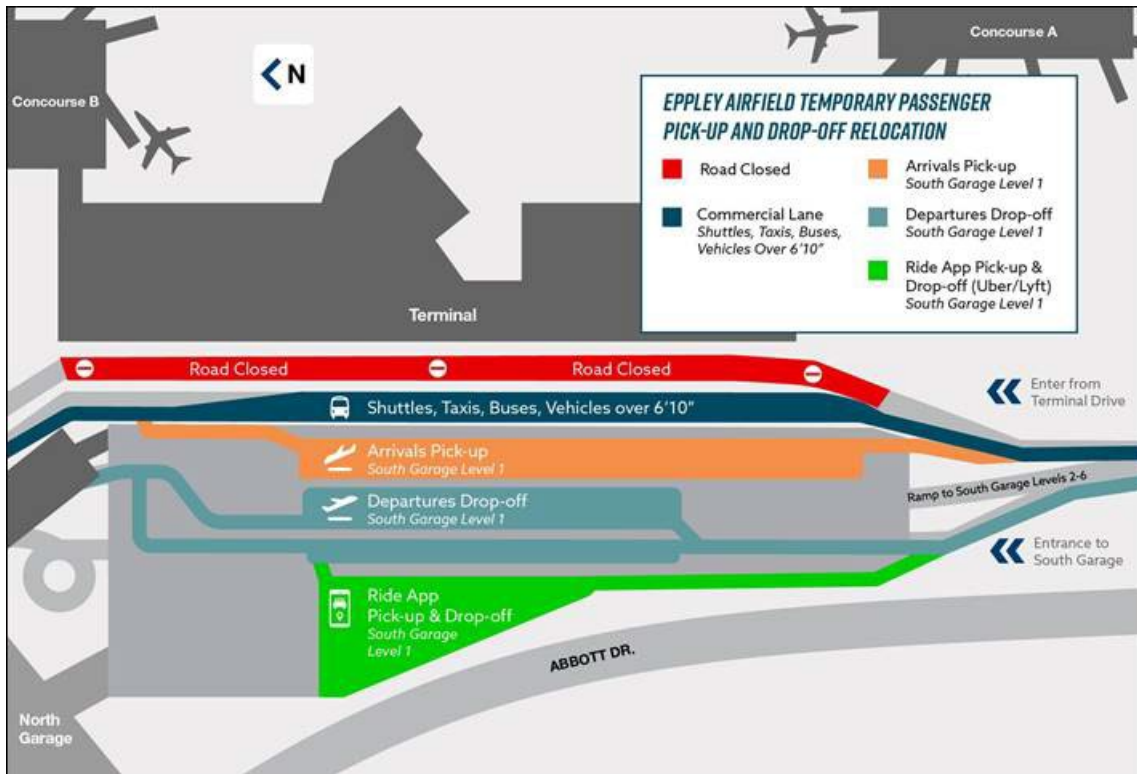 Concourse A
Concourse B
N
EPPLEY AIRFIELD TEMPORARY PASSENGER
PICK-UP AND DROP-OFF RELOCATION
Road Closed
Commercial Lane
Shuttles, Taxis, Buses,
Vehicles Over 6'10"
Arrivals Pick-up
South Garage Level 1
Departures Drop-off
South Garage Level 1
Ride App Pick-up &
Drop-off (Uber/Lyft)
South Garage Level 1
Terminal
Road Closed
Road Closed
Enter from
Terminal Drive
Shuttles, Taxis, Buses, Vehicles over 6'10"
Arrivals Pick-up
South Garage Level 1
Ramp to South Garage Levels 2-6
Departures Drop-off
South Garage Level 1
Entrance to
South Garage
Ride App
Pick-up & Drop-off
South Garage
Level 1
ABBOTT DR.
North
Garage